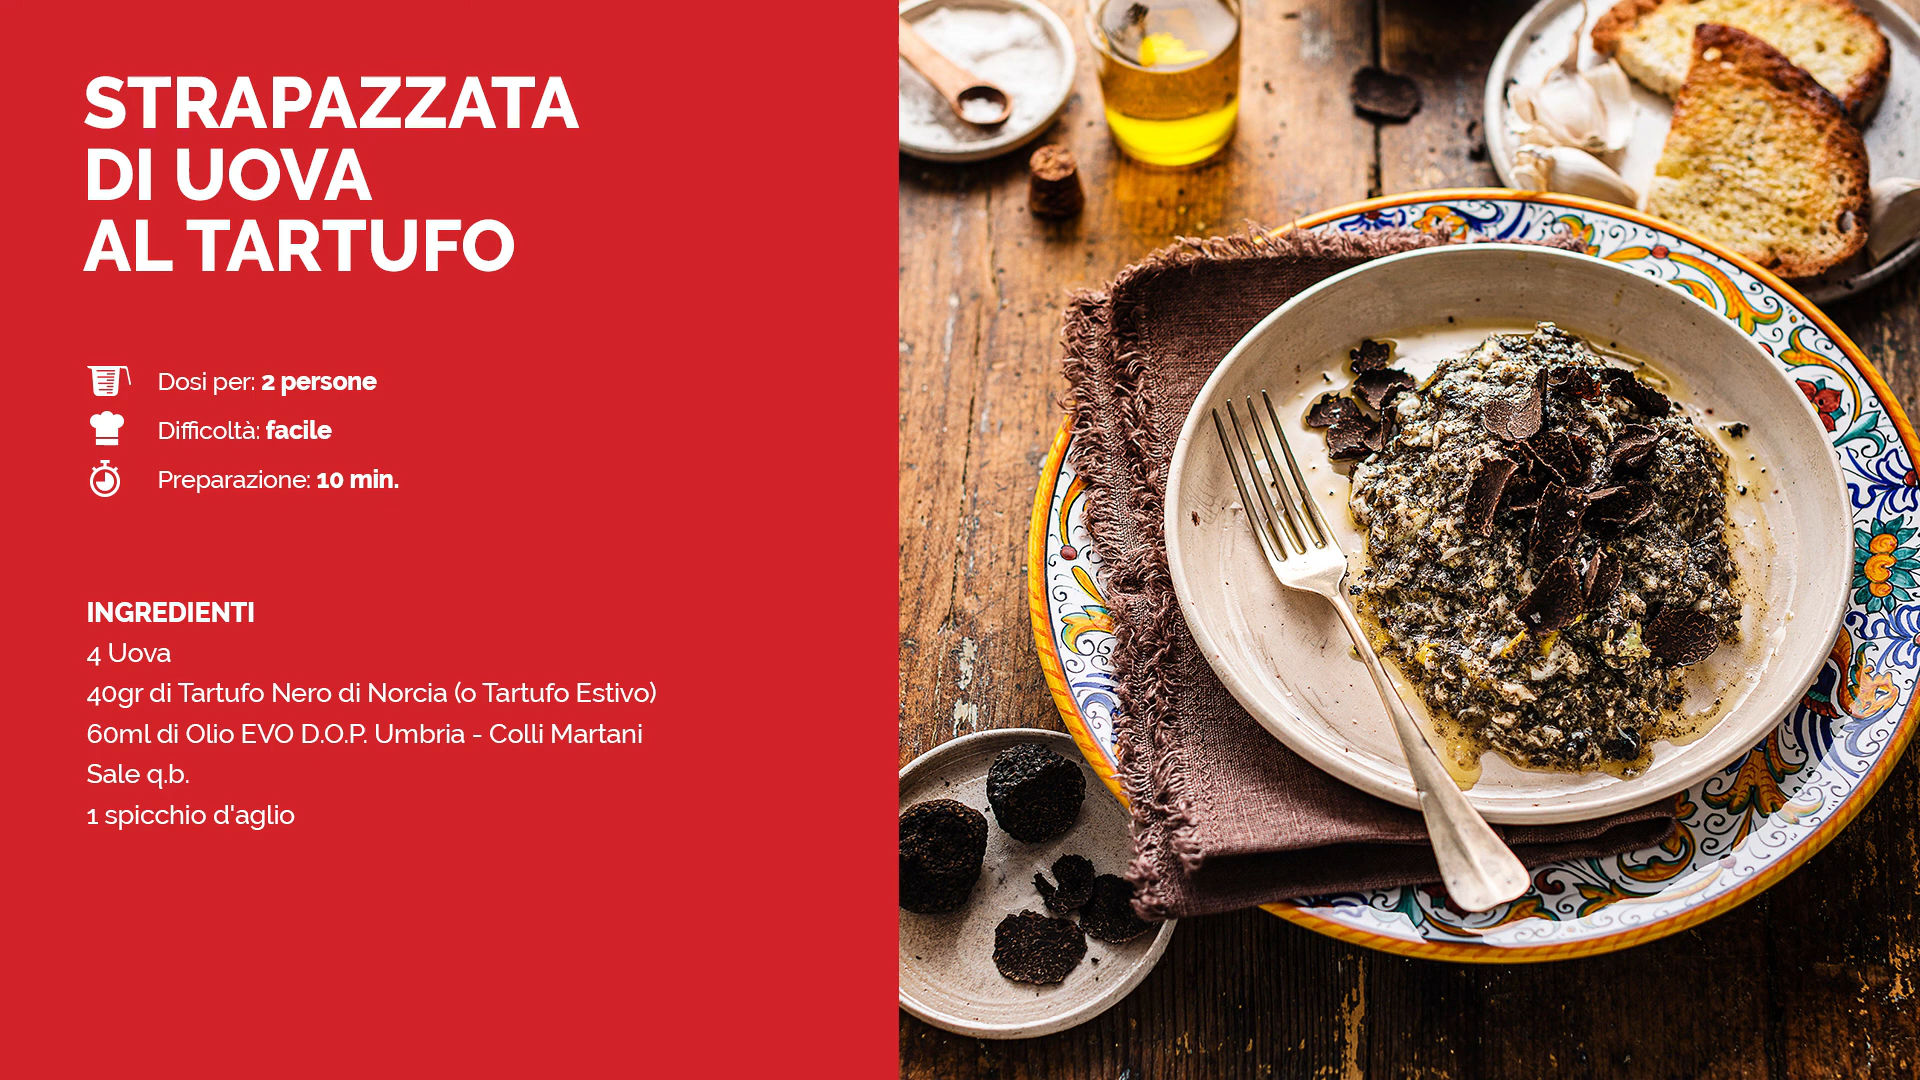 STRAPAZZATA
DI UOVA
AL TARTUFO
Dosi per: 2 persone
Difficoltà: facile
Preparazione: 10 min.
INGREDIENTI
4 Uova
40gr di Tartufo Nero di Norcia (o Tartufo Estivo)
60ml di Olio EVO D.O.P. Umbria - Colli Martani
Sale q.b.
1 spicchio d'aglio